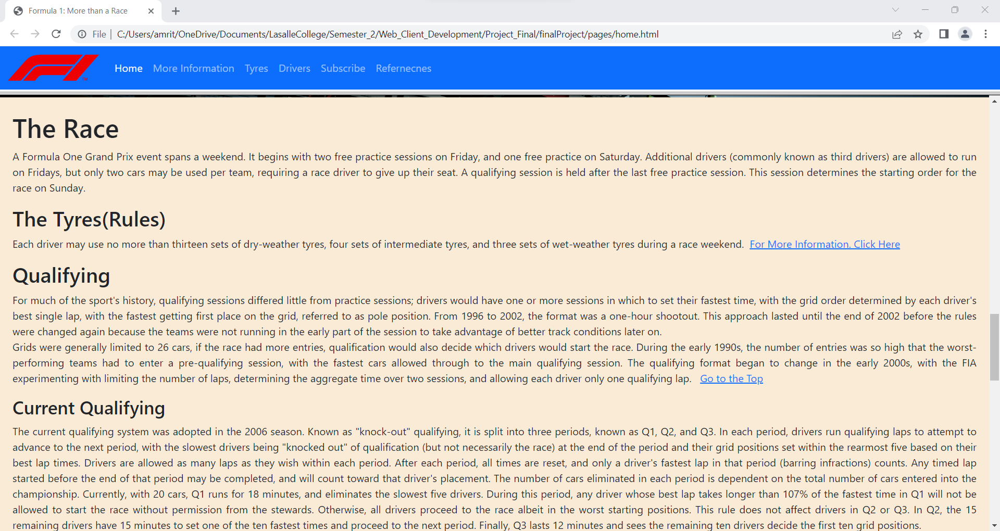 Formula 1: More than a Race
File
C:/Users/amrit/OneDrive/Documents/LasalleCollege/Semester_2/Web_Client_Development/Project_Final/finalProject/pages/home.html
TM
Home More Information Tyres Drivers Subscribe Refernecnes
The Race
A Formula One Grand Prix event spans a weekend. It begins with two free practice sessions on Friday, and one free practice on Saturday. Additional drivers (commonly known as third drivers) are allowed to run
on Fridays, but only two cars may be used per team, requiring a race driver to give up their seat. A qualifying session is held after the last free practice session. This session determines the starting order for the
race on Sunday.
The Tyres(Rules)
Each driver may use no more than thirteen sets of dry-weather tyres, four sets of intermediate tyres, and three sets of wet-weather tyres during a race weekend. For More Information. Click Here
Qualifying
For much of the sport's history, qualifying sessions differed little from practice sessions; drivers would have one or more sessions in which to set their fastest time, with the grid order determined by each driver's
best single lap, with the fastest getting first place on the grid, referred to as pole position. From 1996 to 2002, the format was a one-hour shootout. This approach lasted until the end of 2002 before the rules
were changed again because the teams were not running in the early part of the session to take advantage of better track conditions later on.
Grids were generally limited to 26 cars, if the race had more entries, qualification would also decide which drivers would start the race. During the early 1990s, the number of entries was so high that the worst-
performing teams had to enter a pre-qualifying session, with the fastest cars allowed through to the main qualifying session. The qualifying format began to change in the early 2000s, with the FIA
experimenting with limiting the number of laps, determining the aggregate time over two sessions, and allowing each driver only one qualifying lap. Go to the Top
Current Qualifying
The current qualifying system was adopted in the 2006 season. Known as "knock-out" qualifying, it is split into three periods, known as Q1, Q2, and Q3. In each period, drivers run qualifying laps to attempt to
advance to the next period, with the slowest drivers being "knocked out" of qualification (but not necessarily the race) at the end of the period and their grid positions set within the rearmost five based on their
best lap times. Drivers are allowed as many laps as they wish within each period. After each period, all times are reset, and only a driver's fastest lap in that period (barring infractions) counts. Any timed lap
started before the end of that period may be completed, and will count toward that driver's placement. The number of cars eliminated in each period is dependent on the total number of cars entered into the
championship. Currently, with 20 cars, Q1 runs for 18 minutes, and eliminates the slowest five drivers. During this period, any driver whose best lap takes longer than 107% of the fastest time in Q1 will not be
allowed to start the race without permission from the stewards. Otherwise, all drivers proceed to the race albeit in the worst starting positions. This rule does not affect drivers in Q2 or Q3. In Q2, the 15
remaining drivers have 15 minutes to set one of the ten fastest times and proceed to the next period. Finally, Q3 lasts 12 minutes and sees the remaining ten drivers decide the first ten grid positions.